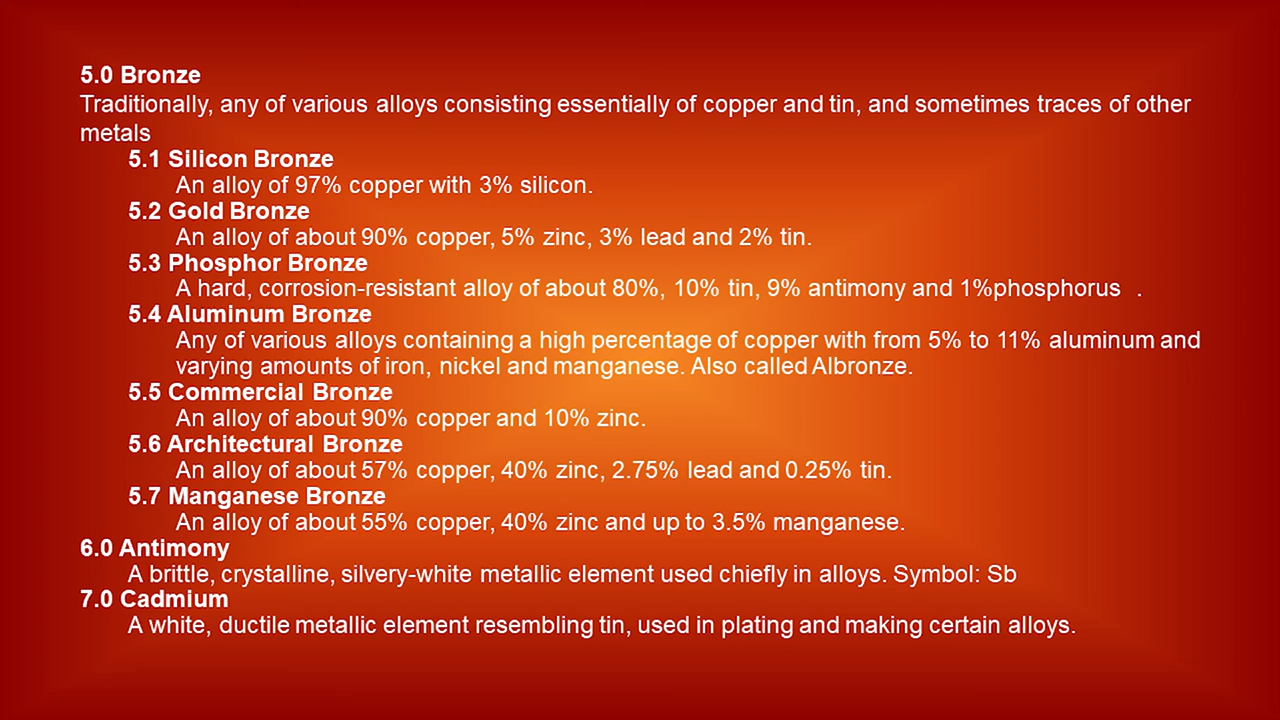 5.0 Bronze
Traditionally, any of various alloys consisting essentially of copper and tin, and sometimes traces of other
metals
5.1 Silicon Bronze
An alloy of 97% copper with 3% silicon.
5.2 Gold Bronze
An alloy of about 90% copper, 5% zinc, 3% lead and 2% tin.
5.3 Phosphor Bronze
A hard, corrosion-resistant alloy of about 80%, 10% tin, 9% antimony and 1%phosphorus .
5.4 Aluminum Bronze
Any of various alloys containing a high percentage of copper with from 5% to 11% aluminum and
varying amounts of iron, nickel and manganese. Also called Albronze.
5.5 Commercial Bronze
An alloy of about 90% copper and 10% zinc.
5.6 Architectural Bronze
An alloy of about 57% copper, 40% zinc, 2.75% lead and 0.25% tin.
5.7 Manganese Bronze
An alloy of about 55% copper, 40% zinc and up to 3.5% manganese.
6.0 Antimony
A brittle, crystalline, silvery-white metallic element used chiefly in alloys. Symbol: Sb
7.0 Cadmium
A white, ductile metallic element resembling tin, used in plating and making certain alloys.